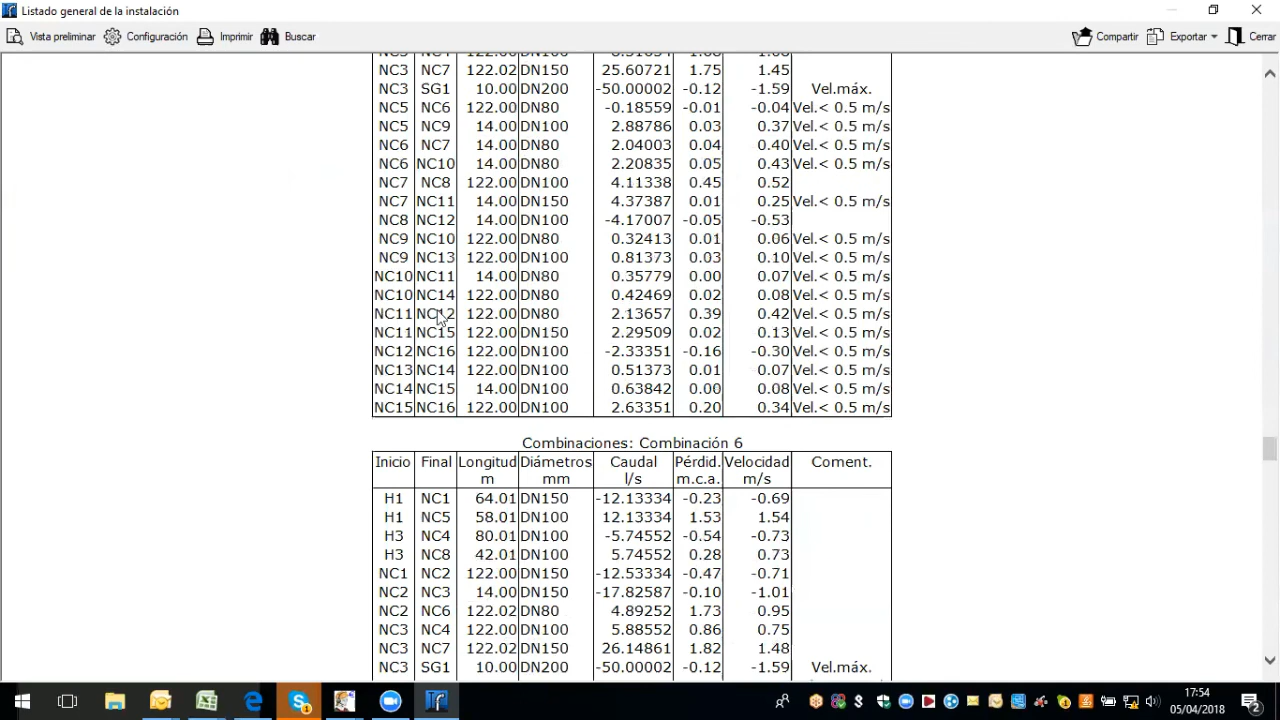 Listado general de la instalación
Vista preliminar Configuración Imprimir Buscar Compartir Exportar Cerrar
NC3 NC7 122.02 DN150 25.60721 1.75 1.45
NC3 SG1 10.00 DN200 -50.00002 -0.12 -1.59 Vel.máx.
NC5 NC6 122.00 DN80 -0.18559 -0.01 -0.04 Vel.< 0.5 m/s
NC5 NC9 14.00 DN100 2.88786 0.03 0.37 Vel.< 0.5 m/s
NC6 NC7 14.00 DN80 2.04003 0.04 0.40 Vel.< 0.5 m/s
NC6 NC10 14.00 DN80 2.20835 0.05 0.43 Vel.< 0.5 m/s
NC7 NC8 122.00 DN100 4.11338 0.45 0.52
NC7 NC11 14.00 DN150 4.37387 0.01 0.25 Vel.< 0.5 m/s
NC8 NC12 14.00 DN100 -4.17007 -0.05 -0.53
NC9 NC10 122.00 DN80 0.32413 0.01 0.06 Vel.< 0.5 m/s
NC9 NC13 122.00 DN100 0.81373 0.03 0.10 Vel.< 0.5 m/s
NC10 NC11 14.00 DN80 0.35779 0.00 0.07 Vel.< 0.5 m/s
NC10 NC14 122.00 DN80 0.42469 0.02 0.08 Vel.< 0.5 m/s
NC11 NC12 122.00 DN80 2.13657 0.39 0.42 Vel.< 0.5 m/s
NC11 NC15 122.00 DN150 2.29509 0.02 0.13 Vel.< 0.5 m/s
NC12 NC16 122.00 DN100 -2.33351 -0.16 -0.30 Vel.< 0.5 m/s
NC13 NC14 122.00 DN100 0.51373 0.01 0.07 Vel.< 0.5 m/s
NC14 NC15 14.00 DN100 0.63842 0.00 0.08 Vel.< 0.5 m/s
NC15 NC16 122.00 DN100 2.63351 0.20 0.34 Vel.< 0.5 m/s
Combinaciones: Combinación 6
Inicio Final Longitud Diámetros Caudal Pérdid. Velocidad Coment.
m mm l/s m.c.a. m/s
H1 NC1 64.01 DN150 -12.13334 -0.23 -0.69
H1 NC5 58.01 DN100 12.13334 1.53 1.54
H3 NC4 80.01 DN100 -5.74552 -0.54 -0.73
H3 NC8 42.01 DN100 5.74552 0.28 0.73
NC1 NC2 122.00 DN150 -12.53334 -0.47 -0.71
NC2 NC3 14.00 DN150 -17.82587 -0.10 -1.01
NC2 NC6 122.02 DN80 4.89252 1.73 0.95
NC3 NC4 122.00 DN100 5.88552 0.86 0.75
NC3 NC7 122.02 DN150 26.14861 1.82 1.48
NC3 SG1 10.00 DN200 -50.00002 -0.12 -1.59 Vel.máx.
17:54
05/04/2018